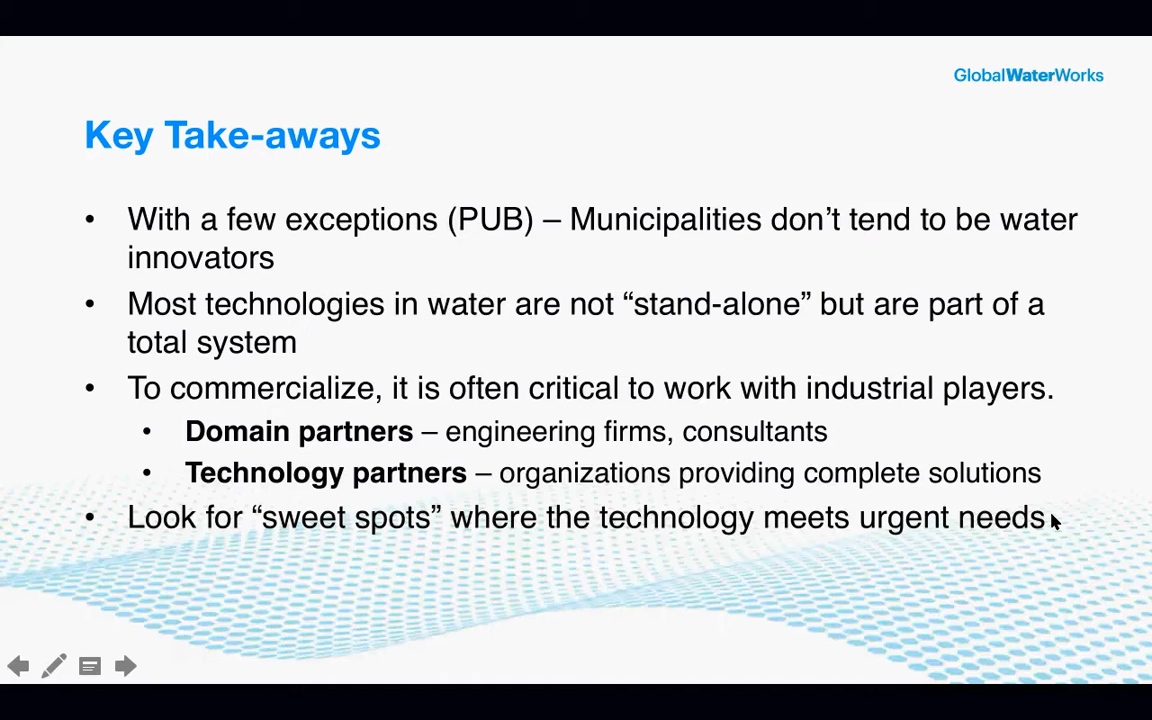 GlobalWaterWorks
Key Take-aways
• With a few exceptions (PUB) – Municipalities don’t tend to be water
innovators
• Most technologies in water are not “stand-alone” but are part of a
total system
• To commercialize, it is often critical to work with industrial players.
• Domain partners – engineering firms, consultants
• Technology partners – organizations providing complete solutions
• Look for “sweet spots” where the technology meets urgent needs